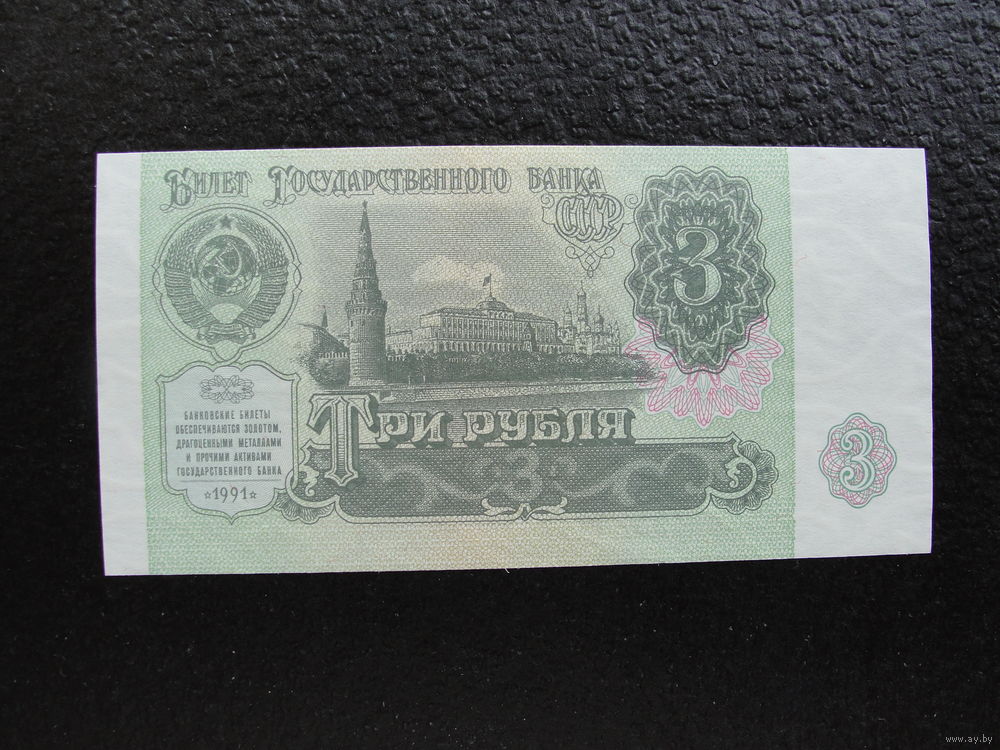 Билет Государственного Банка
СССР
3
Банковские билеты
обеспечиваются золотом,
драгоценными металлами
и прочими активами
Государственного банка
1991
Три рубля
3
3
www.ay.by